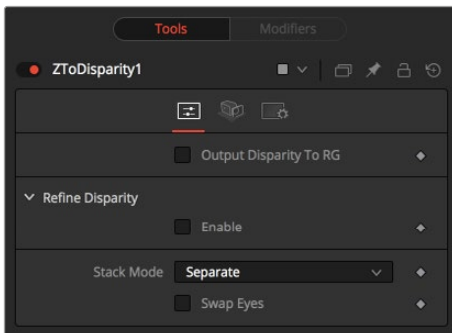 Tools
Modifiers
ZToDisparity1
Output Disparity To RG
Refine Disparity
Enable
Stack Mode Separate
Swap Eyes